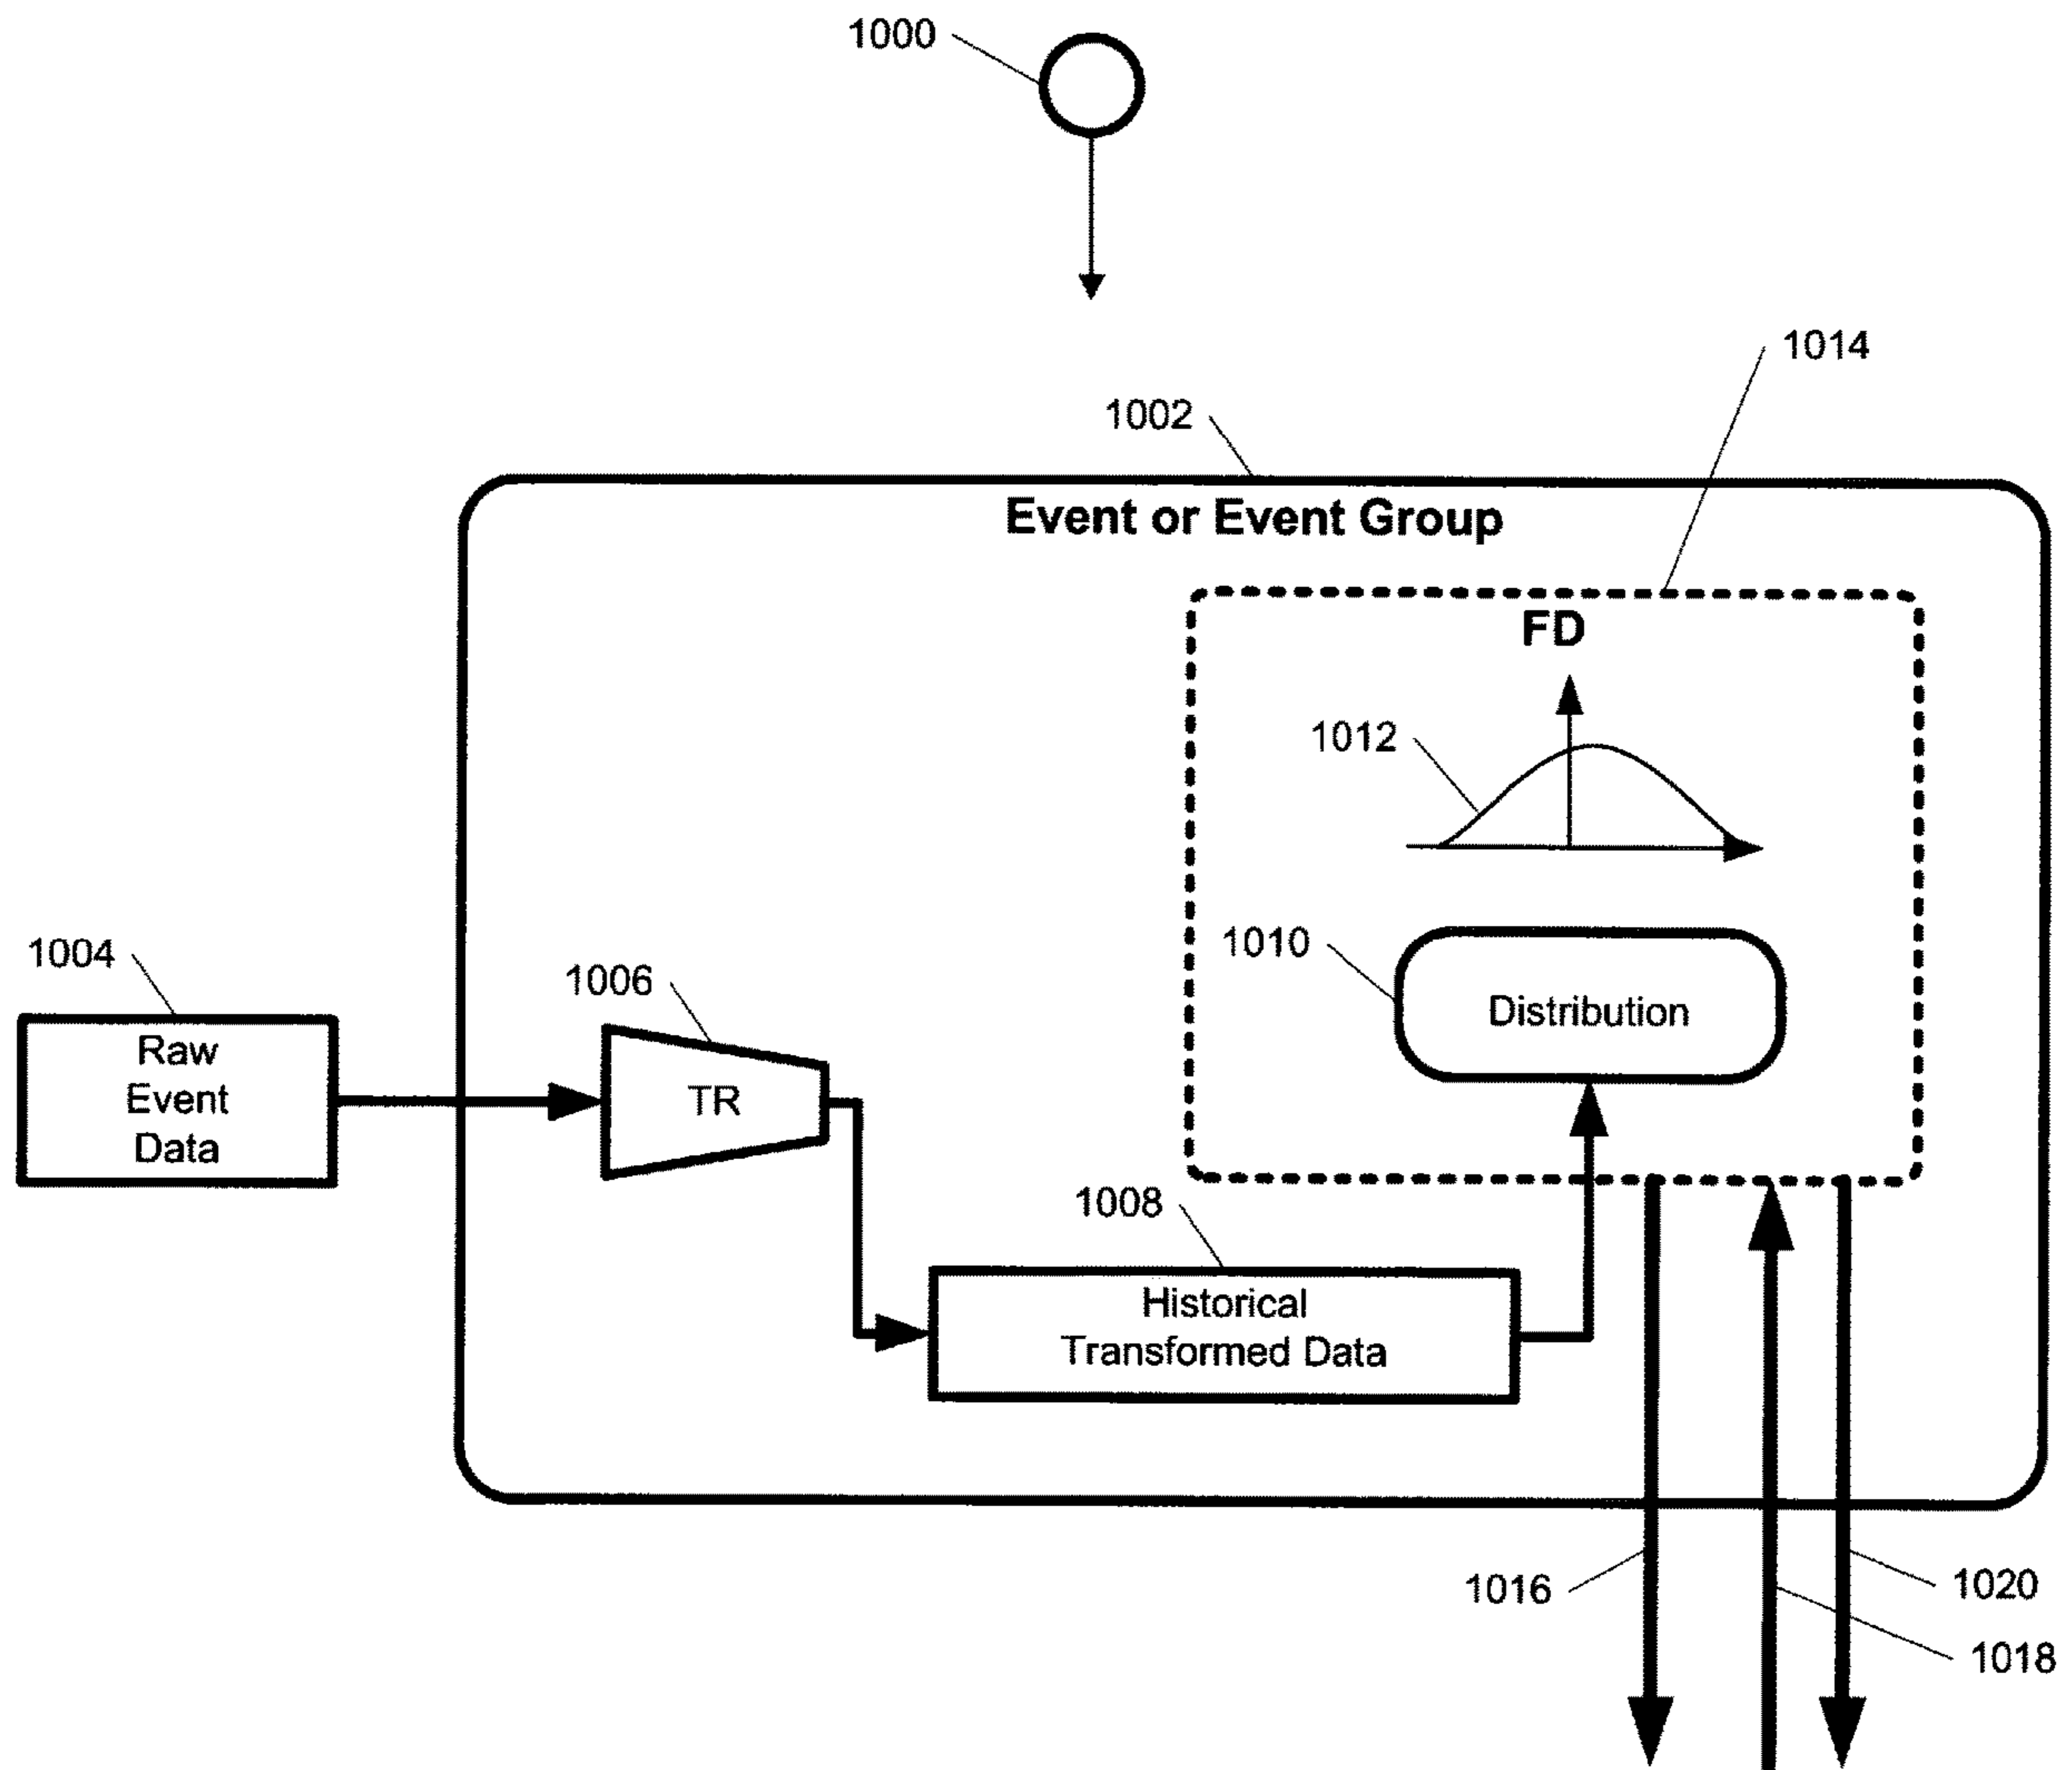 1000
1014
1002
Event or Event Group
FD
1012
1004
1006
1010
Raw
Event
Data
TR
Distribution
1008
Historical
Transformed Data
1016
1020
1018